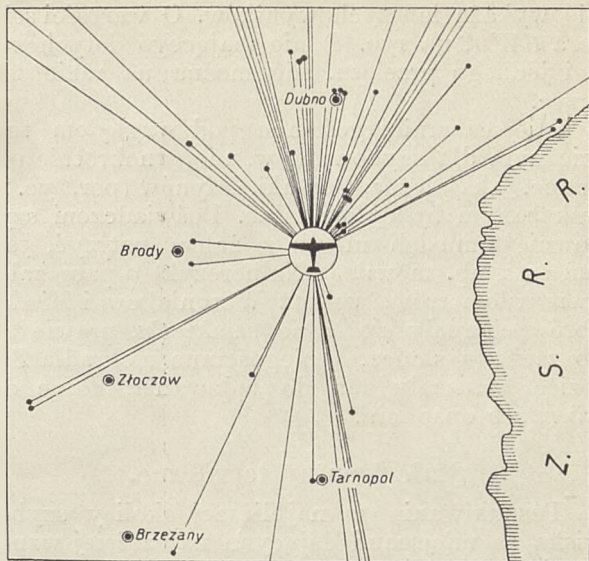 Dubno
Brody
Złoczów
Tarnopol
Brzezany
Z. S. R. R.